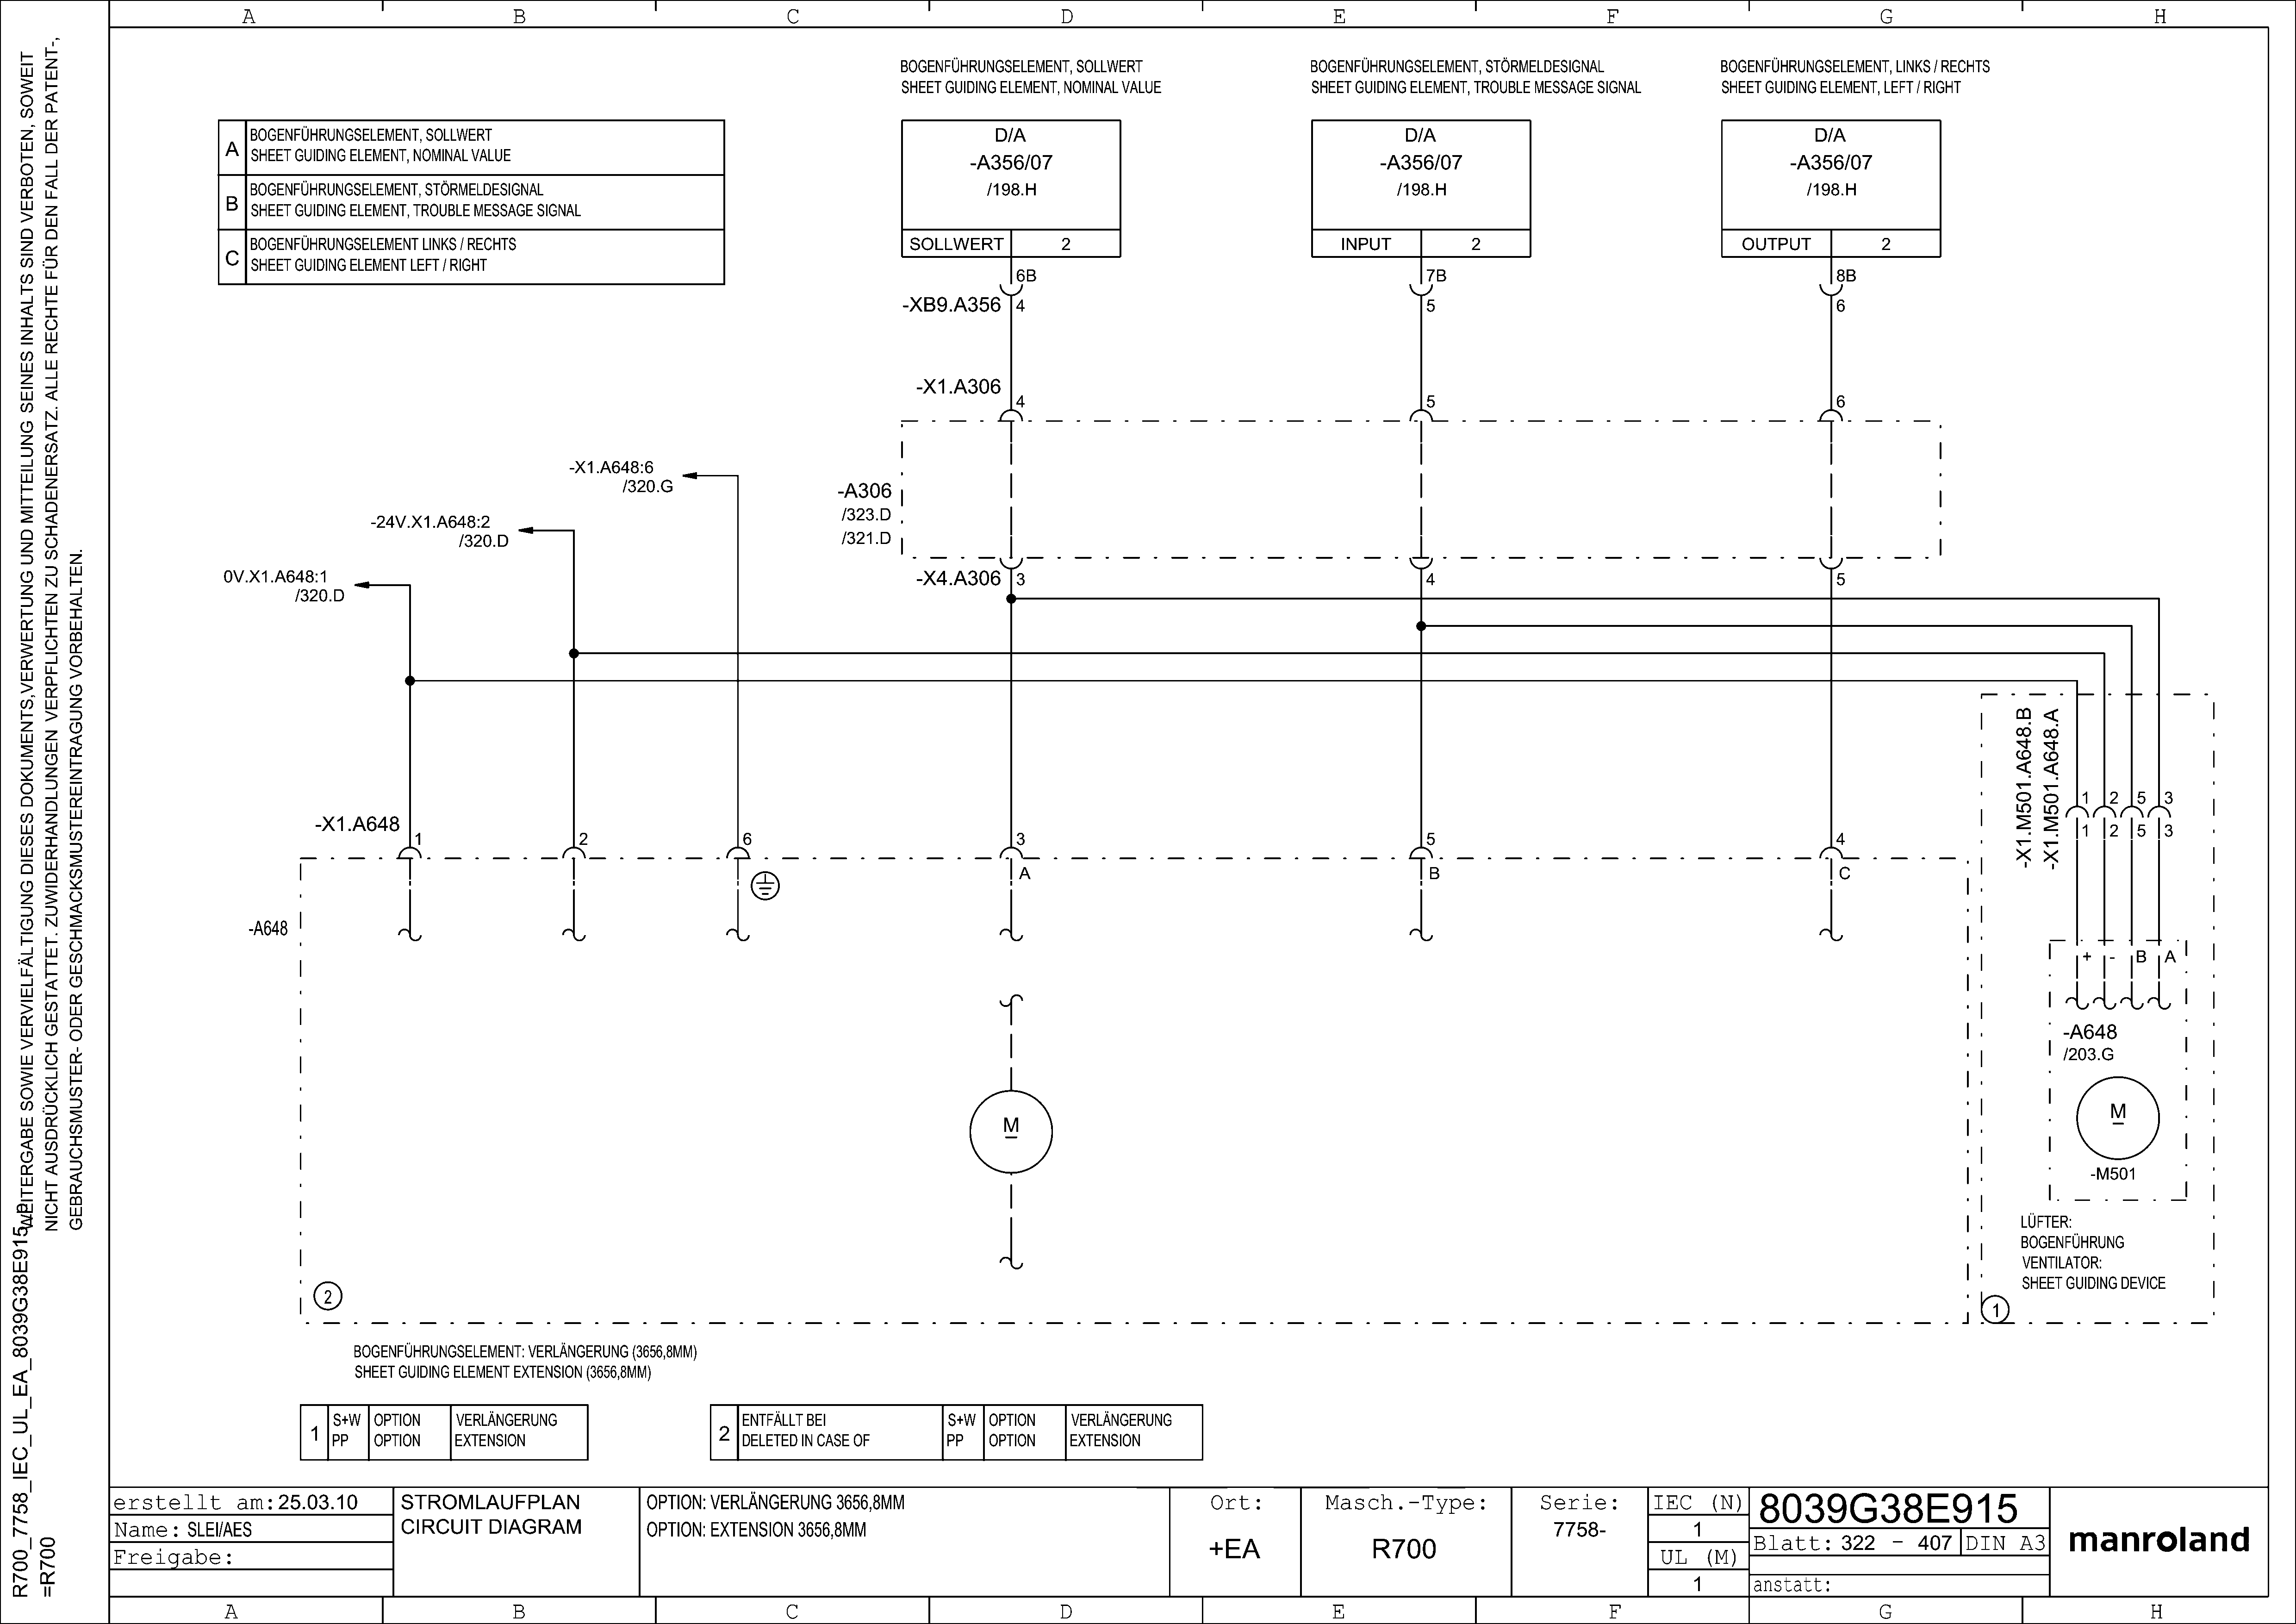 A B C D E F G H
WEITERGABE SOWIE VERVIELFÄLTIGUNG DIESES DOKUMENTS,VERWERTUNG UND MITTEILUNG SEINES INHALTS SIND VERBOTEN, SOWEIT
NICHT AUSDRÜCKLICH GESTATTET. ZUWIDERHANDLUNGEN VERPFLICHTEN ZU SCHADENERSATZ. ALLE RECHTE FÜR DEN FALL DER PATENT-,
GEBRAUCHSMUSTER- ODER GESCHMACKSMUSTEREINTRAGUNG VORBEHALTEN.
BOGENFÜHRUNGSELEMENT, SOLLWERT
SHEET GUIDING ELEMENT, NOMINAL VALUE
BOGENFÜHRUNGSELEMENT, STÖRMELDESIGNAL
SHEET GUIDING ELEMENT, TROUBLE MESSAGE SIGNAL
BOGENFÜHRUNGSELEMENT, LINKS / RECHTS
SHEET GUIDING ELEMENT, LEFT / RIGHT
A
BOGENFÜHRUNGSELEMENT, SOLLWERT
SHEET GUIDING ELEMENT, NOMINAL VALUE
B
BOGENFÜHRUNGSELEMENT, STÖRMELDESIGNAL
SHEET GUIDING ELEMENT, TROUBLE MESSAGE SIGNAL
C
BOGENFÜHRUNGSELEMENT LINKS / RECHTS
SHEET GUIDING ELEMENT LEFT / RIGHT
D/A
-A356/07
/198.H
SOLLWERT 2
D/A
-A356/07
/198.H
INPUT 2
D/A
-A356/07
/198.H
OUTPUT 2
6B 7B 8B
-XB9.A356 4 5 6
-X1.A306
4 5 6
-X1.A648:6
/320.G
-A306
/323.D
/321.D
-24V.X1.A648:2
/320.D
0V.X1.A648:1
/320.D
-X4.A306 3 4 5
-X1.M501.A648.B
-X1.M501.A648.A
1 2 5 3
1 2 5 3
-X1.A648
1 2 6 3 5 4
A B C
-A648
+ - B A
-A648
/203.G
M
-M501
M
LÜFTER:
BOGENFÜHRUNG
VENTILATOR:
SHEET GUIDING DEVICE
2
1
BOGENFÜHRUNGSELEMENT: VERLÄNGERUNG (3656,8MM)
SHEET GUIDING ELEMENT EXTENSION (3656,8MM)
1
S+W OPTION VERLÄNGERUNG
PP OPTION EXTENSION
2
ENTFÄLLT BEI S+W OPTION VERLÄNGERUNG
DELETED IN CASE OF PP OPTION EXTENSION
erstellt am: 25.03.10
Name: SLEI/AES
Freigabe:
STROMLAUFPLAN
CIRCUIT DIAGRAM
OPTION: VERLÄNGERUNG 3656,8MM
OPTION: EXTENSION 3656,8MM
Ort:
+EA
Masch.-Type:
R700
Serie:
7758-
IEC (N)
1
UL (M)
1
8039G38E915
Blatt: 322 - 407 DIN A3
anstatt:
manroland
=R700
A B C D E F G H